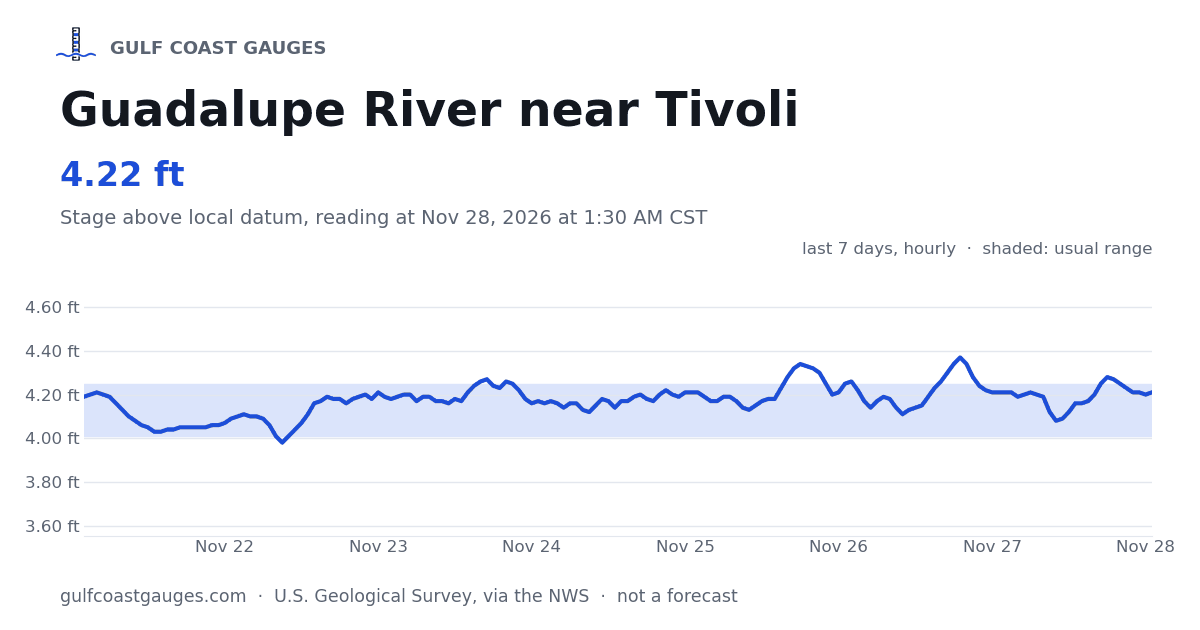 GULF COAST GAUGES
Guadalupe River near Tivoli
4.22 ft
Stage above local datum, reading at Nov 28, 2026 at 1:30 AM CST
last 7 days, hourly · shaded: usual range
4.60 ft
4.40 ft
4.20 ft
4.00 ft
3.80 ft
3.60 ft
Nov 22 Nov 23 Nov 24 Nov 25 Nov 26 Nov 27 Nov 28
gulfcoastgauges.com · U.S. Geological Survey, via the NWS · not a forecast